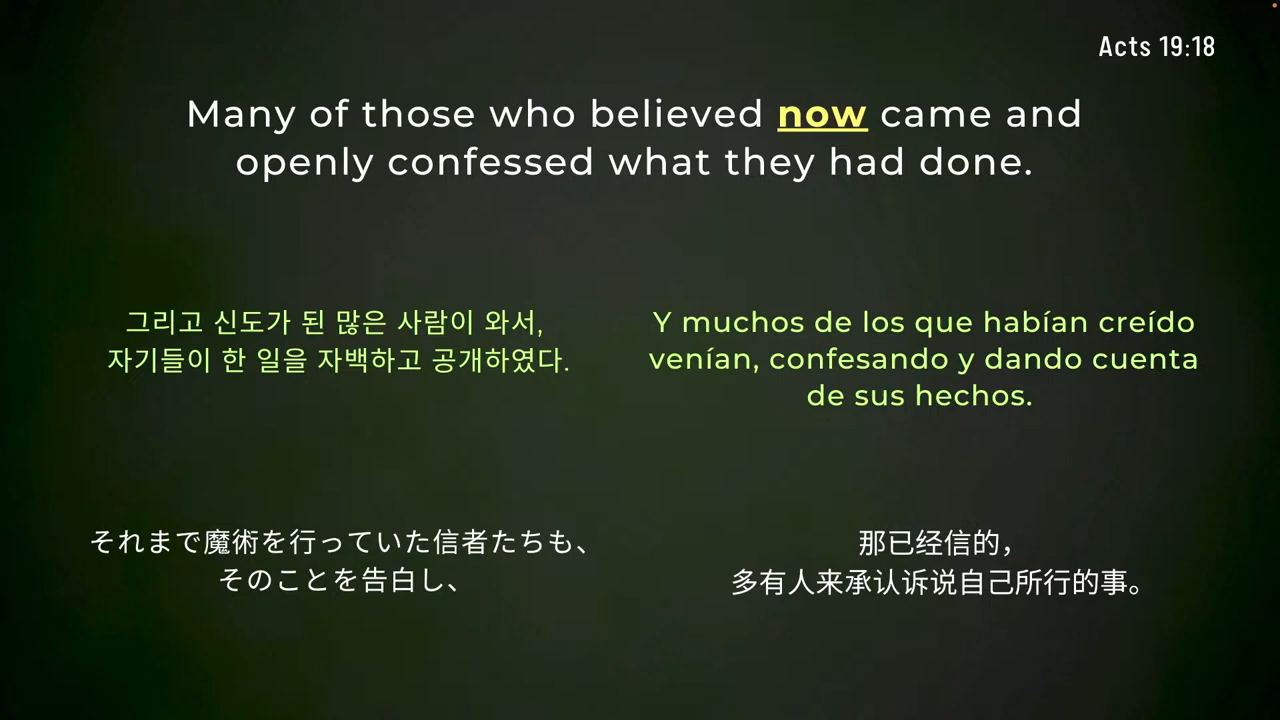 Acts 19:18
Many of those who believed now came and
openly confessed what they had done.
그리고 신도가 된 많은 사람이 와서,
자기들이 한 일을 자백하고 공개하였다.
Y muchos de los que habían creído
venían, confesando y dando cuenta
de sus hechos.
それまで魔術を行っていた信者たちも、
そのことを告白し、
那已经信的，
多有人来承认诉说自己所行的事。